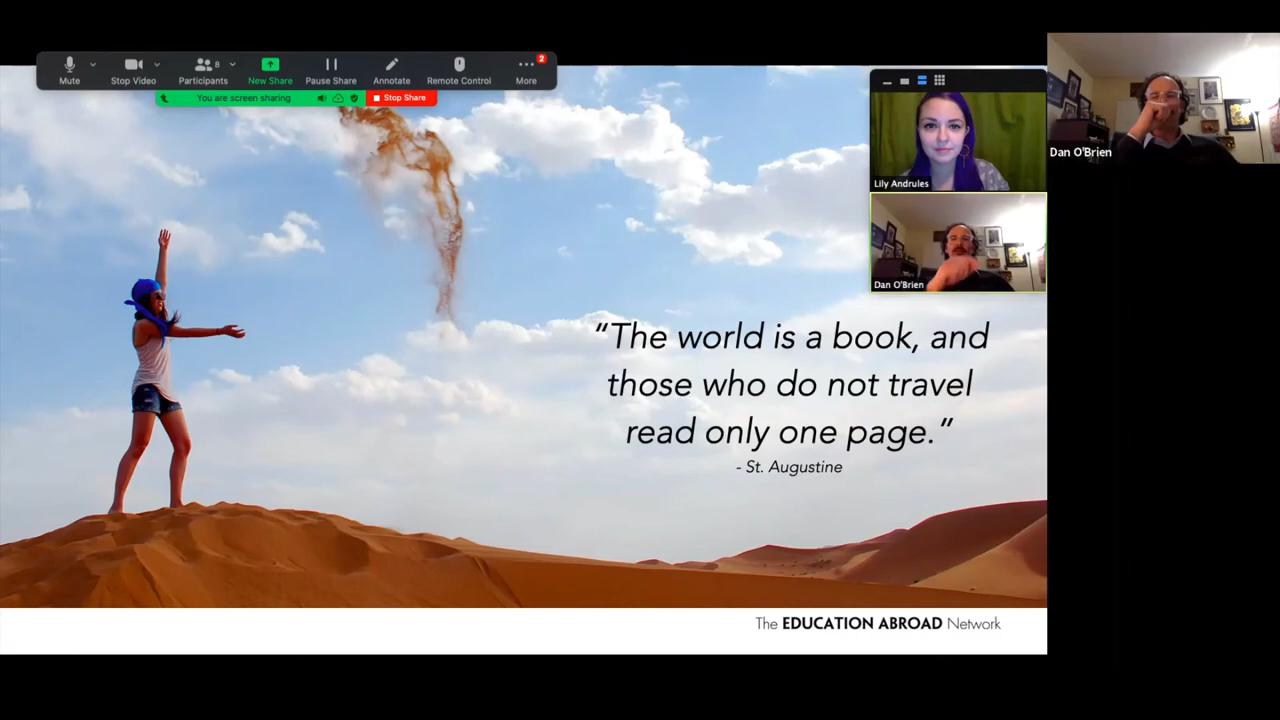 8
2
Mute
Stop Video
Participants
New Share
Pause Share
Annotate
Remote Control
More
You are screen sharing
Stop Share
Lily Andrules
Dan O'Brien
Dan O'Brien
“The world is a book, and
those who do not travel
read only one page.”
- St. Augustine
The EDUCATION ABROAD Network